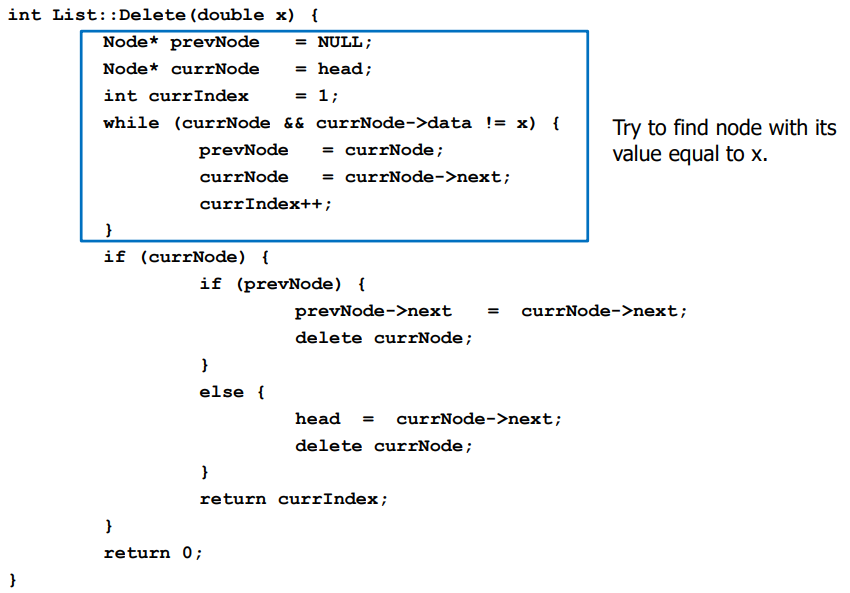 int List::Delete(double x) {
Node* prevNode = NULL;
Node* currNode = head;
int currIndex = 1;
while (currNode && currNode->data != x) {
prevNode = currNode;
currNode = currNode->next;
currIndex++;
}
Try to find node with its
value equal to x.
if (currNode) {
if (prevNode) {
prevNode->next = currNode->next;
delete currNode;
}
else {
head = currNode->next;
delete currNode;
}
return currIndex;
}
return 0;
}